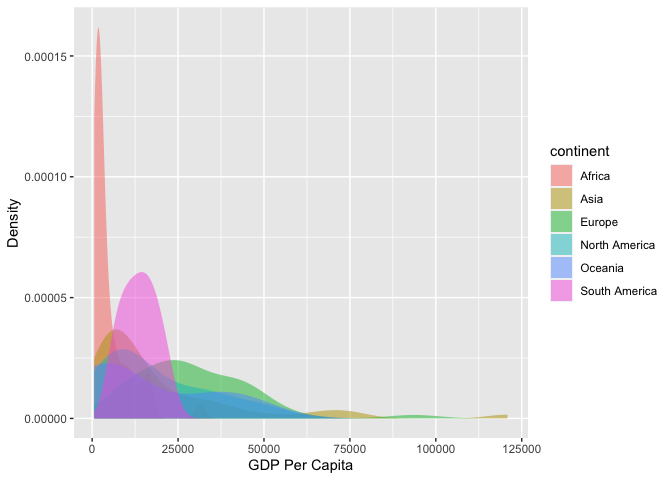 0.00015
0.00010
0.00005
0.00000
Density
0 25000 50000 75000 100000 125000
GDP Per Capita
continent
Africa
Asia
Europe
North America
Oceania
South America